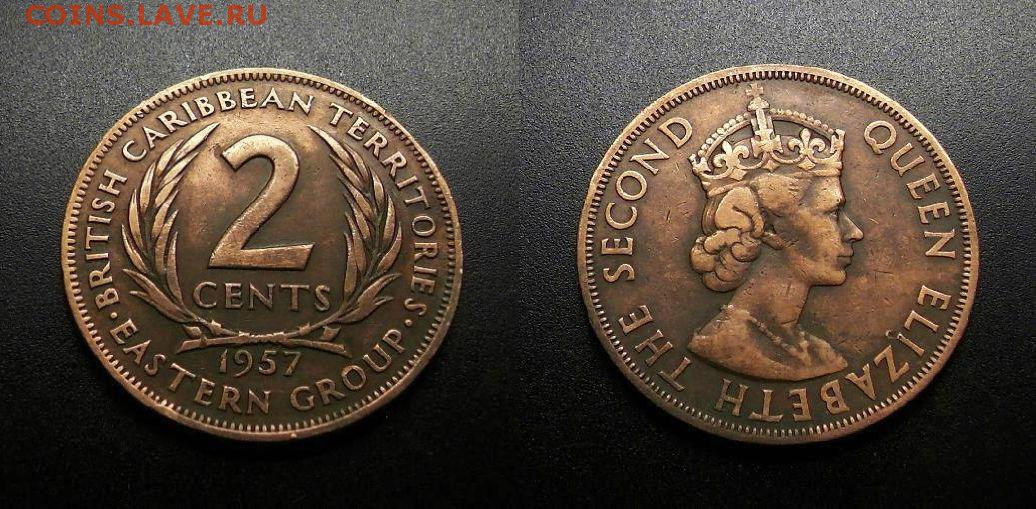 COINS.LAVE.RU
BRITISH CARIBBEAN TERRITORIES
2
CENTS
1957
· EASTERN GROUP ·
QUEEN ELIZABETH THE SECOND